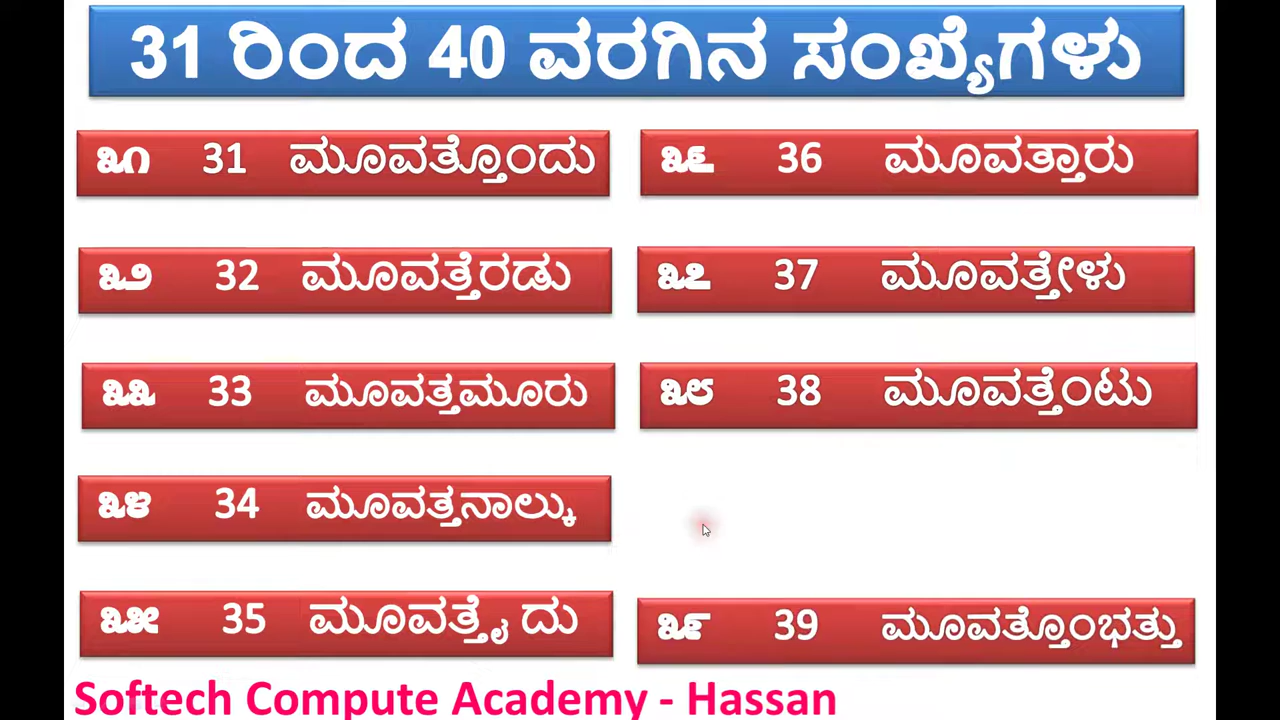 31 ರಿಂದ 40 ವರಗಿನ ಸಂಖ್ಯೆಗಳು
೩೧ 31 ಮೂವತ್ತೊಂದು
೩೨ 32 ಮೂವತ್ತೆರಡು
೩೩ 33 ಮೂವತ್ತಮೂರು
೩೪ 34 ಮೂವತ್ತನಾಲ್ಕು
೩೫ 35 ಮೂವತ್ತೈ ದು
೩೬ 36 ಮೂವತ್ತಾರು
೩೭ 37 ಮೂವತ್ತೇಳು
೩೮ 38 ಮೂವತ್ತೆಂಟು
೩೯ 39 ಮೂವತ್ತೊಂಭತ್ತು
Softech Compute Academy - Hassan